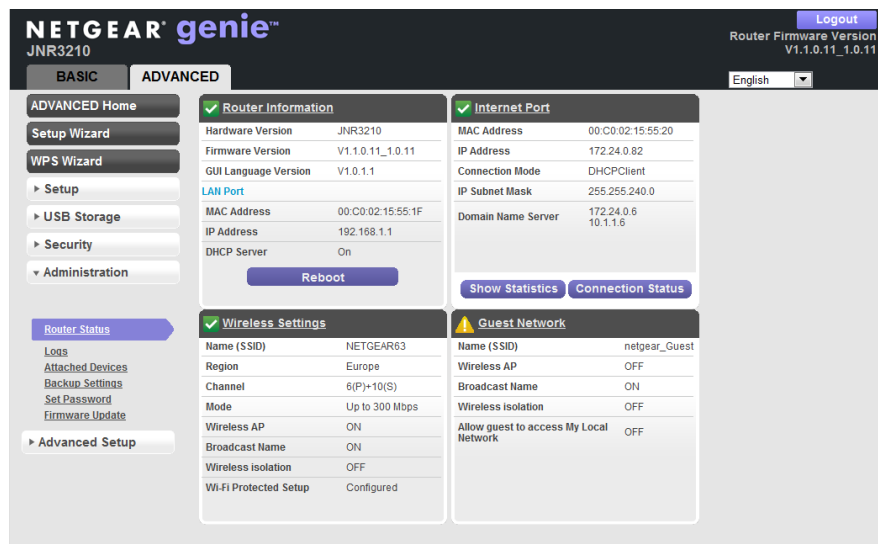 NETGEAR® genie™
JNR3210
Logout
Router Firmware Version
V1.1.0.11_1.0.11
BASIC
ADVANCED
English
ADVANCED Home
Setup Wizard
WPS Wizard
Setup
USB Storage
Security
Administration
Router Status
Logs
Attached Devices
Backup Settings
Set Password
Firmware Update
Advanced Setup
Router Information
Hardware Version JNR3210
Firmware Version V1.1.0.11_1.0.11
GUI Language Version V1.0.1.1
LAN Port
MAC Address 00:C0:02:15:55:1F
IP Address 192.168.1.1
DHCP Server On
Reboot
Internet Port
MAC Address 00:C0:02:15:55:20
IP Address 172.24.0.82
Connection Mode DHCPClient
IP Subnet Mask 255.255.240.0
Domain Name Server 172.24.0.6
10.1.1.6
Show Statistics Connection Status
Wireless Settings
Name (SSID) NETGEAR63
Region Europe
Channel 6(P)+10(S)
Mode Up to 300 Mbps
Wireless AP ON
Broadcast Name ON
Wireless isolation OFF
Wi-Fi Protected Setup Configured
Guest Network
Name (SSID) netgear_Guest
Wireless AP OFF
Broadcast Name ON
Wireless isolation OFF
Allow guest to access My Local
Network OFF